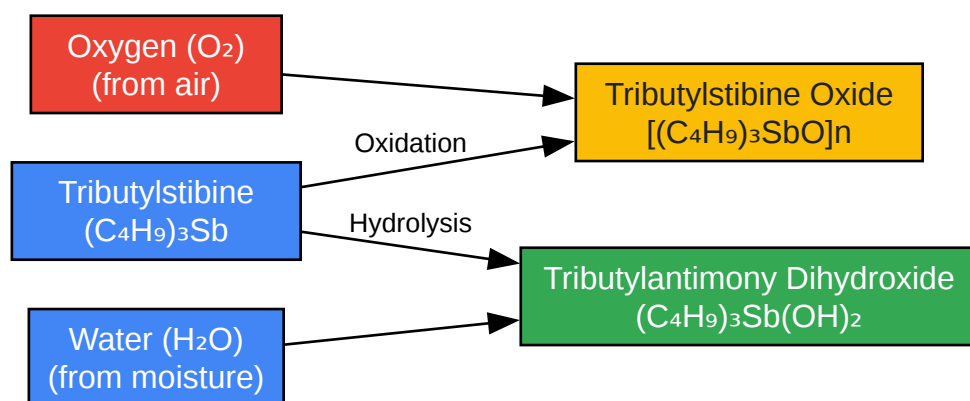 Oxygen (O₂)
(from air)
Tributylstibine Oxide
[(C₄H₉)₃SbO]n
Oxidation
Tributylstibine
(C₄H₉)₃Sb
Hydrolysis
Tributylantimony Dihydroxide
(C₄H₉)₃Sb(OH)₂
Water (H₂O)
(from moisture)